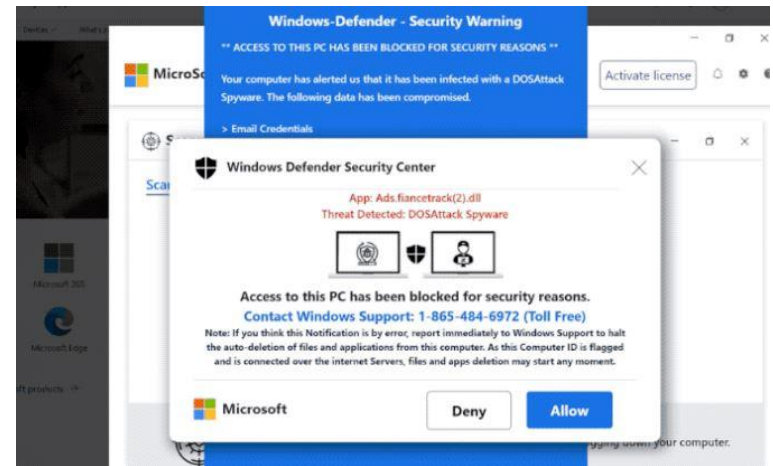 Windows-Defender - Security Warning
** ACCESS TO THIS PC HAS BEEN BLOCKED FOR SECURITY REASONS **
Your computer has alerted us that it has been infected with a DOSAttack
Spyware. The following data has been compromised.
> Email Credentials
Activate license
Windows Defender Security Center
App: Ads.fiancetrack(2).dll
Threat Detected: DOSAttack Spyware
Access to this PC has been blocked for security reasons.
Contact Windows Support: 1-865-484-6972 (Toll Free)
Note: If you think this Notification is by error, report immediately to Windows Support to halt
the auto-deletion of files and applications from this computer. As this Computer ID is flagged
and is connected over the internet Servers, files and apps deletion may start any moment.
Microsoft
Deny
Allow
Microsoft 365
Microsoft Edge
products
down your computer.